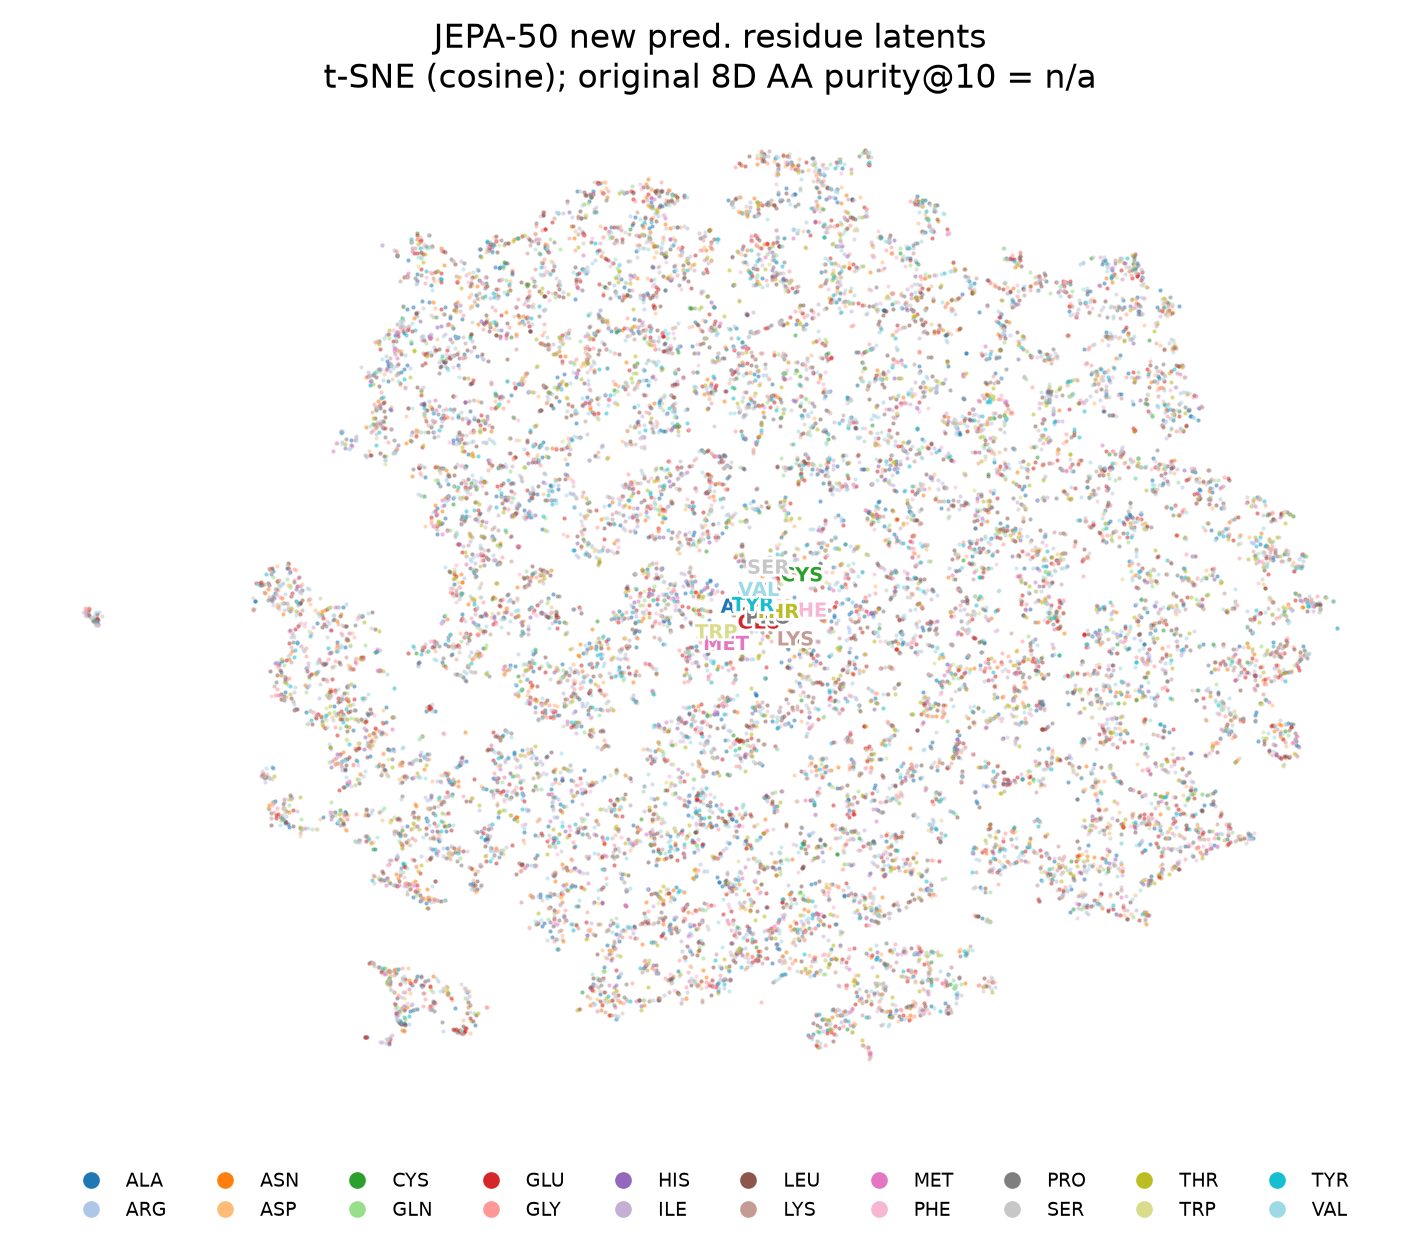 JEPA-50 new pred. residue latents
t-SNE (cosine); original 8D AA purity@10 = n/a
SER
CYS
VAL
TYR
TRP
MET
LYS
ALA ASN CYS GLU HIS LEU MET PRO THR TYR
ARG ASP GLN GLY ILE LYS PHE SER TRP VAL